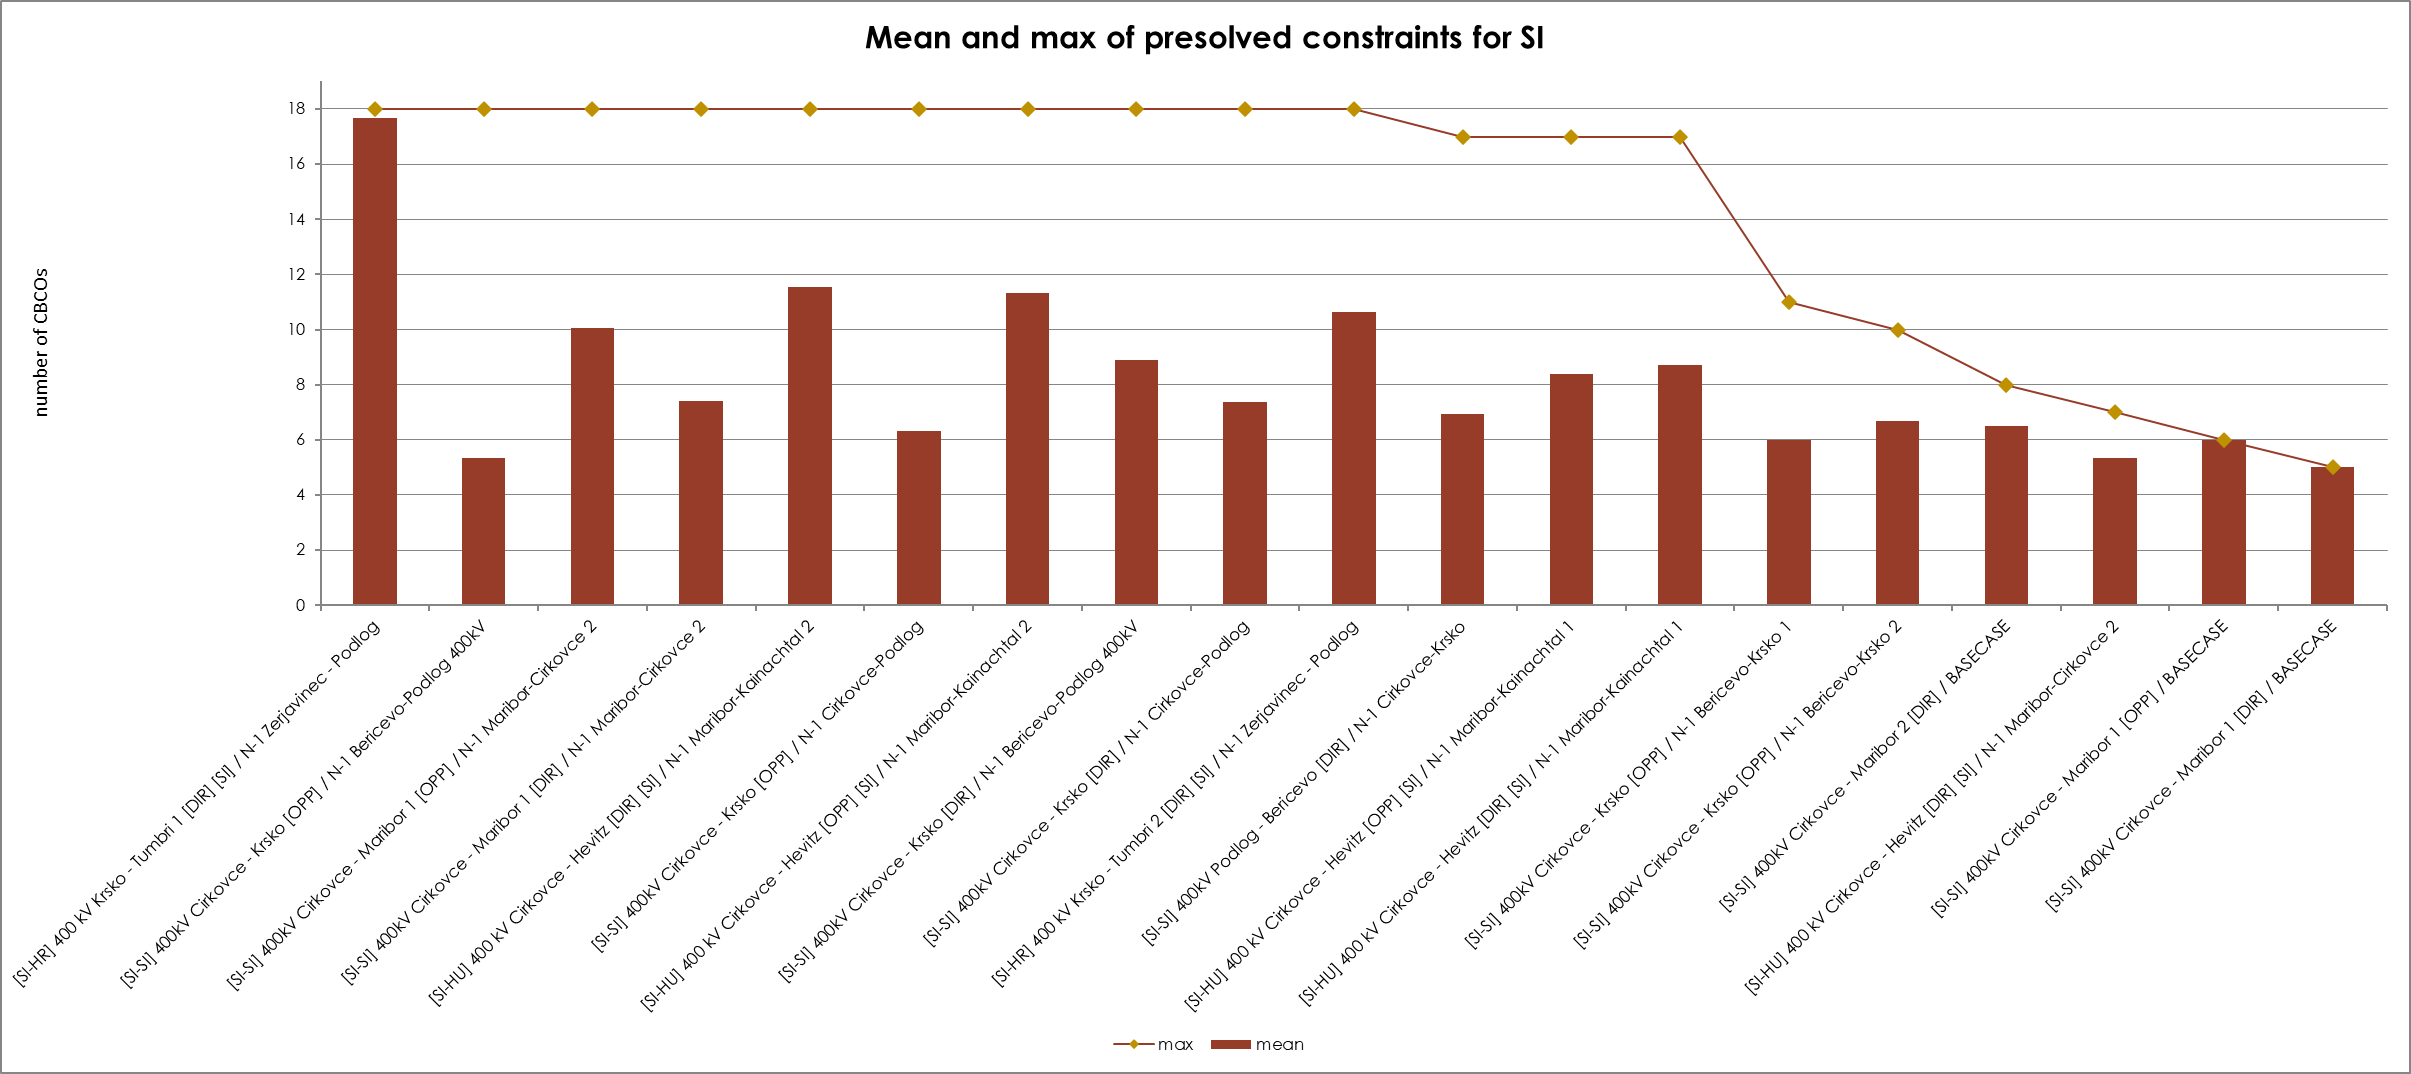 Mean and max of presolved constraints for SI
number of CBCOs
18
16
14
12
10
8
6
4
2
0
[SI-HR] 400 kV Krsko - Tumbri 1 [DIR] [SI] / N-1 Zerjavinec - Podlog
[SI-SI] 400kV Cirkovce - Krsko [OPP] / N-1 Bericevo-Podlog 400kV
[SI-SI] 400kV Cirkovce - Maribor 1 [OPP] / N-1 Maribor-Cirkovce 2
[SI-SI] 400kV Cirkovce - Maribor 1 [DIR] / N-1 Maribor-Cirkovce 2
[SI-HU] 400 kV Cirkovce - Hevitz [DIR] [SI] / N-1 Maribor-Kainachtal 2
[SI-SI] 400kV Cirkovce - Krsko [OPP] / N-1 Cirkovce-Podlog
[SI-HU] 400 kV Cirkovce - Hevitz [OPP] [SI] / N-1 Maribor-Kainachtal 2
[SI-SI] 400kV Cirkovce - Krsko [DIR] / N-1 Bericevo-Podlog 400kV
[SI-SI] 400kV Cirkovce - Krsko [DIR] / N-1 Cirkovce-Podlog
[SI-HR] 400 kV Krsko - Tumbri 2 [DIR] [SI] / N-1 Zerjavinec - Podlog
[SI-SI] 400kV Podlog - Bericevo [DIR] / N-1 Cirkovce-Krsko
[SI-HU] 400 kV Cirkovce - Hevitz [OPP] [SI] / N-1 Maribor-Kainachtal 1
[SI-HU] 400 kV Cirkovce - Hevitz [DIR] [SI] / N-1 Maribor-Kainachtal 1
[SI-SI] 400kV Cirkovce - Krsko [OPP] / N-1 Bericevo-Krsko 1
[SI-SI] 400kV Cirkovce - Krsko [OPP] / N-1 Bericevo-Krsko 2
[SI-SI] 400kV Cirkovce - Maribor 2 [DIR] / BASECASE
[SI-HU] 400 kV Cirkovce - Hevitz [DIR] [SI] / N-1 Maribor-Cirkovce 2
[SI-SI] 400kV Cirkovce - Maribor 1 [OPP] / BASECASE
[SI-SI] 400kV Cirkovce - Maribor 1 [DIR] / BASECASE
max
mean